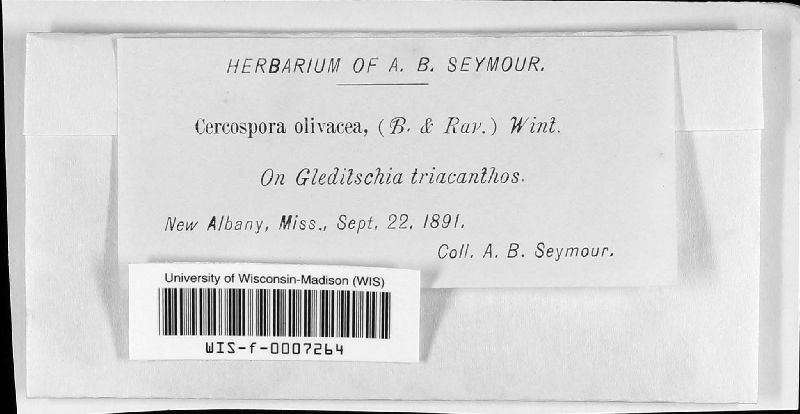 HERBARIUM OF A. B. SEYMOUR.
Cercospora olivacea, (B. & Rav.) Wint.
On Gleditschia triacanthos.
New Albany, Miss., Sept. 22, 1891.
Coll. A. B. Seymour.
University of Wisconsin-Madison (WIS)
WIS-f-0007264